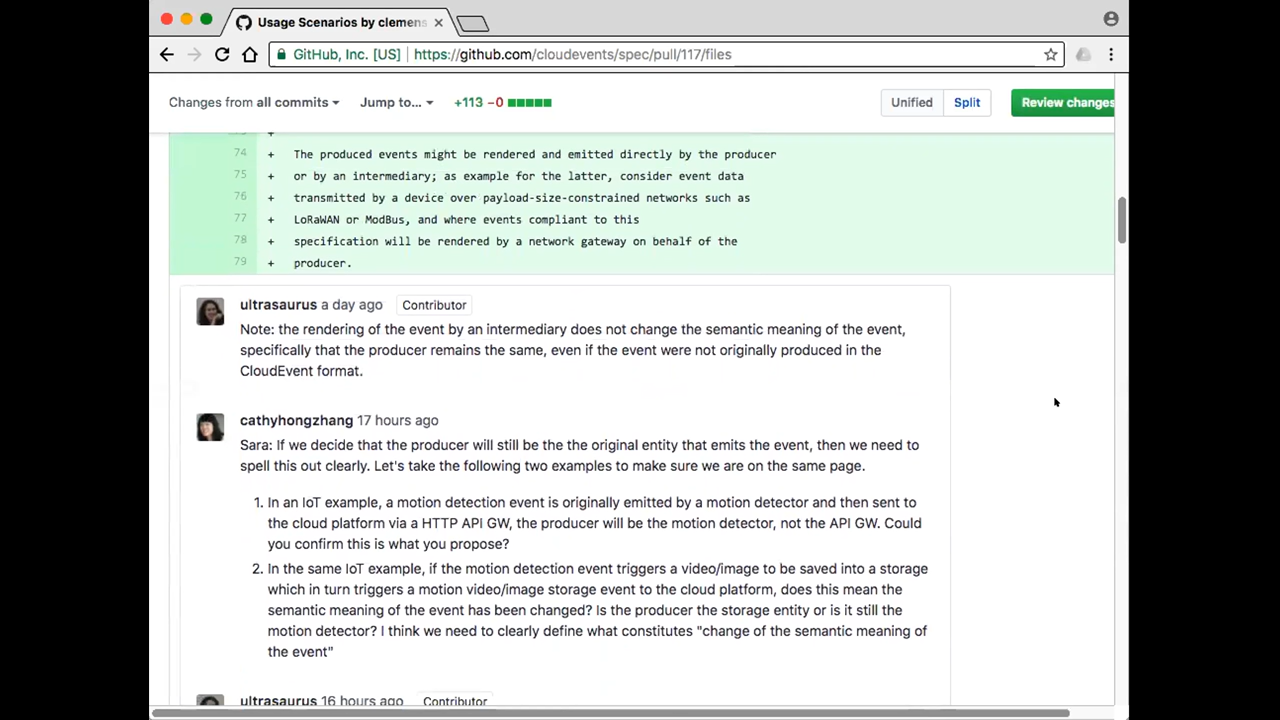 Usage Scenarios by clemens
GitHub, Inc. [US] https://github.com/cloudevents/spec/pull/117/files
Changes from all commits Jump to... +113 −0 Unified Split Review changes
+
74 + The produced events might be rendered and emitted directly by the producer
75 + or by an intermediary; as example for the latter, consider event data
76 + transmitted by a device over payload-size-constrained networks such as
77 + LoRaWAN or ModBus, and where events compliant to this
78 + specification will be rendered by a network gateway on behalf of the
79 + producer.
ultrasaurus a day ago Contributor
Note: the rendering of the event by an intermediary does not change the semantic meaning of the event,
specifically that the producer remains the same, even if the event were not originally produced in the
CloudEvent format.
cathyhongzhang 17 hours ago
Sara: If we decide that the producer will still be the the original entity that emits the event, then we need to
spell this out clearly. Let's take the following two examples to make sure we are on the same page.
1. In an IoT example, a motion detection event is originally emitted by a motion detector and then sent to
the cloud platform via a HTTP API GW, the producer will be the motion detector, not the API GW. Could
you confirm this is what you propose?
2. In the same IoT example, if the motion detection event triggers a video/image to be saved into a storage
which in turn triggers a motion video/image storage event to the cloud platform, does this mean the
semantic meaning of the event has been changed? Is the producer the storage entity or is it still the
motion detector? I think we need to clearly define what constitutes "change of the semantic meaning of
the event"
ultrasaurus 16 hours ago Contributor